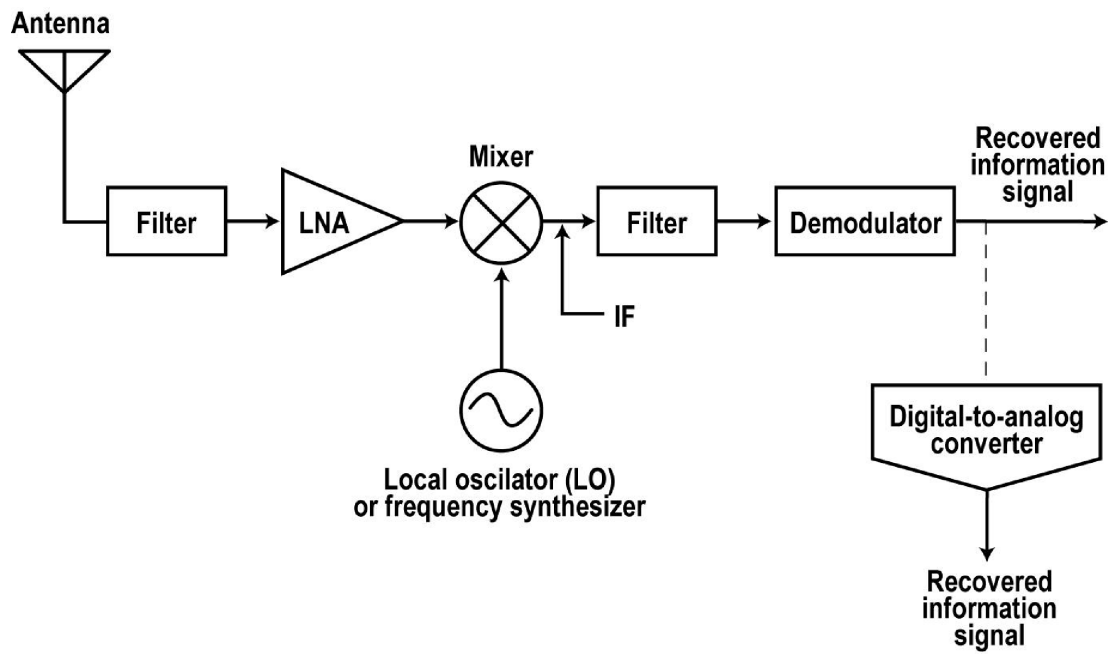 Antenna
Filter
LNA
Mixer
IF
Local oscilator (LO)
or frequency synthesizer
Filter
Demodulator
Recovered
information
signal
Digital-to-analog
converter
Recovered
information
signal